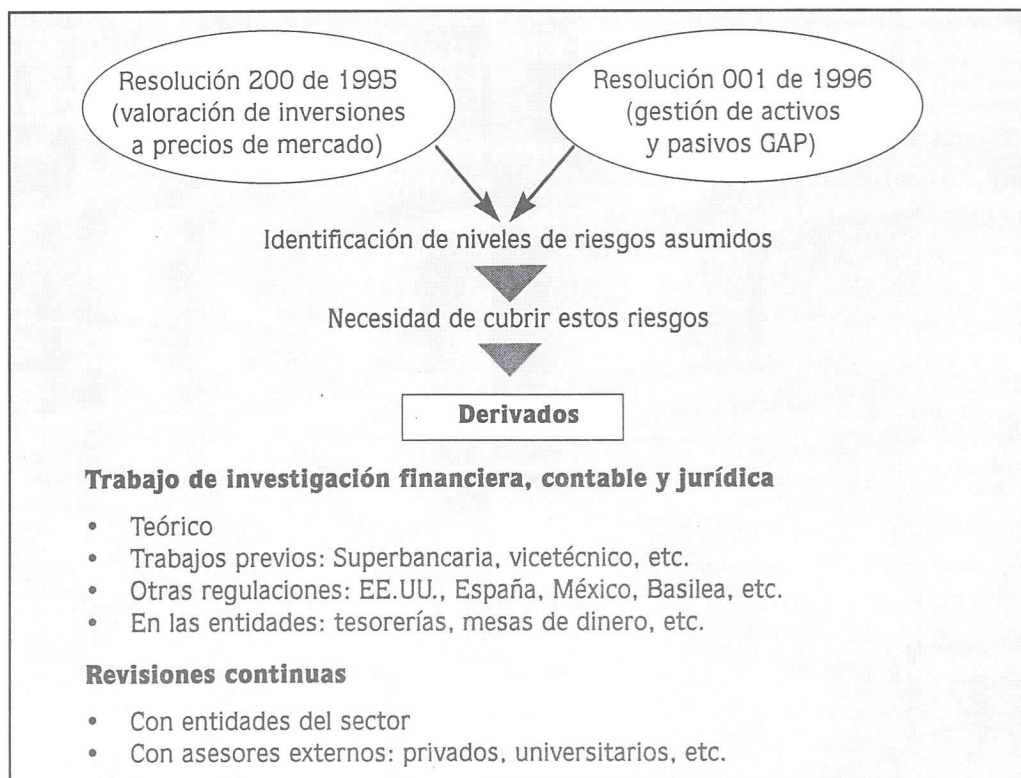 Resolución 200 de 1995
(valoración de inversiones
a precios de mercado)
Resolución 001 de 1996
(gestión de activos
y pasivos GAP)
Identificación de niveles de riesgos asumidos
Necesidad de cubrir estos riesgos
Derivados
Trabajo de investigación financiera, contable y jurídica
• Teórico
• Trabajos previos: Superbancaria, vicetécnico, etc.
• Otras regulaciones: EE.UU., España, México, Basilea, etc.
• En las entidades: tesorerías, mesas de dinero, etc.
Revisiones continuas
• Con entidades del sector
• Con asesores externos: privados, universitarios, etc.